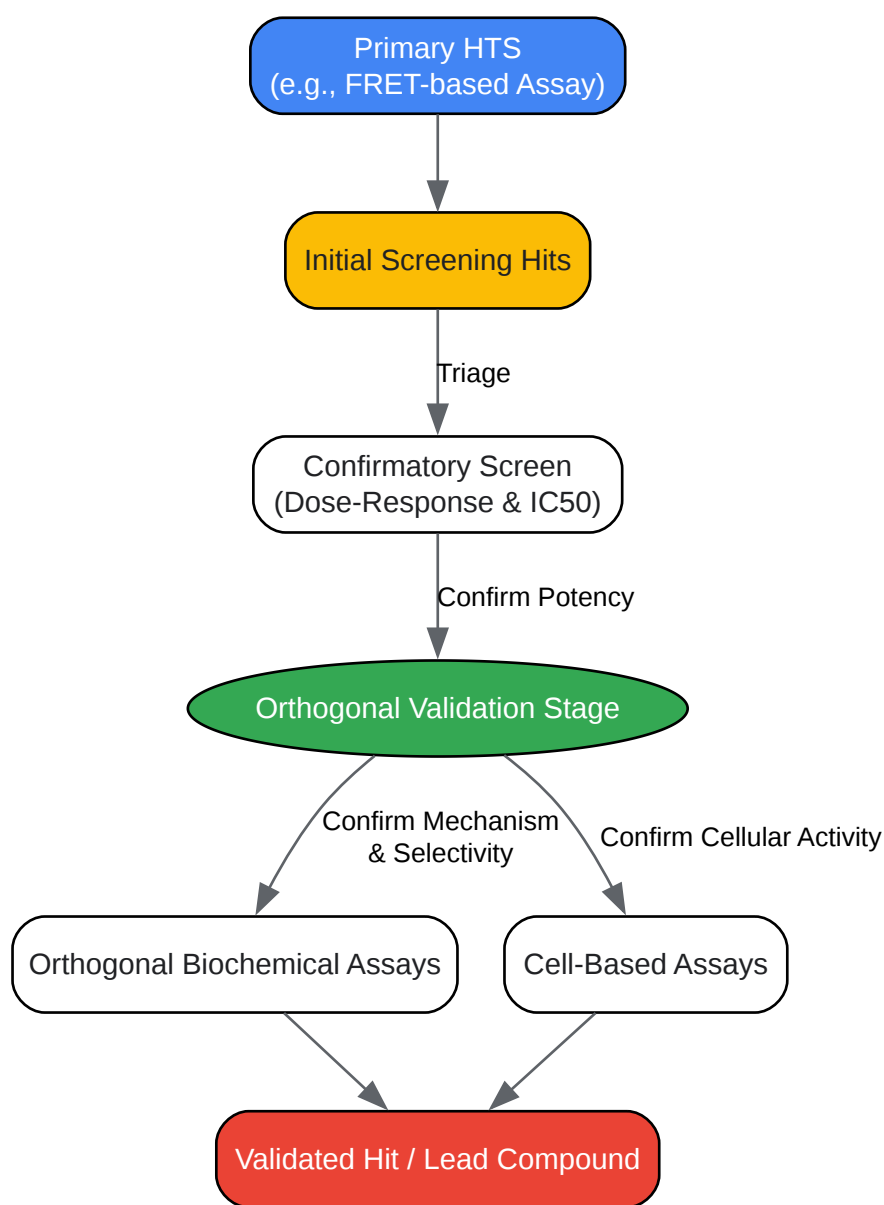 Primary HTS
(e.g., FRET-based Assay)
Initial Screening Hits
Triage
Confirmatory Screen
(Dose-Response & IC50)
Confirm Potency
Orthogonal Validation Stage
Confirm Mechanism
& Selectivity
Confirm Cellular Activity
Orthogonal Biochemical Assays
Cell-Based Assays
Validated Hit / Lead Compound